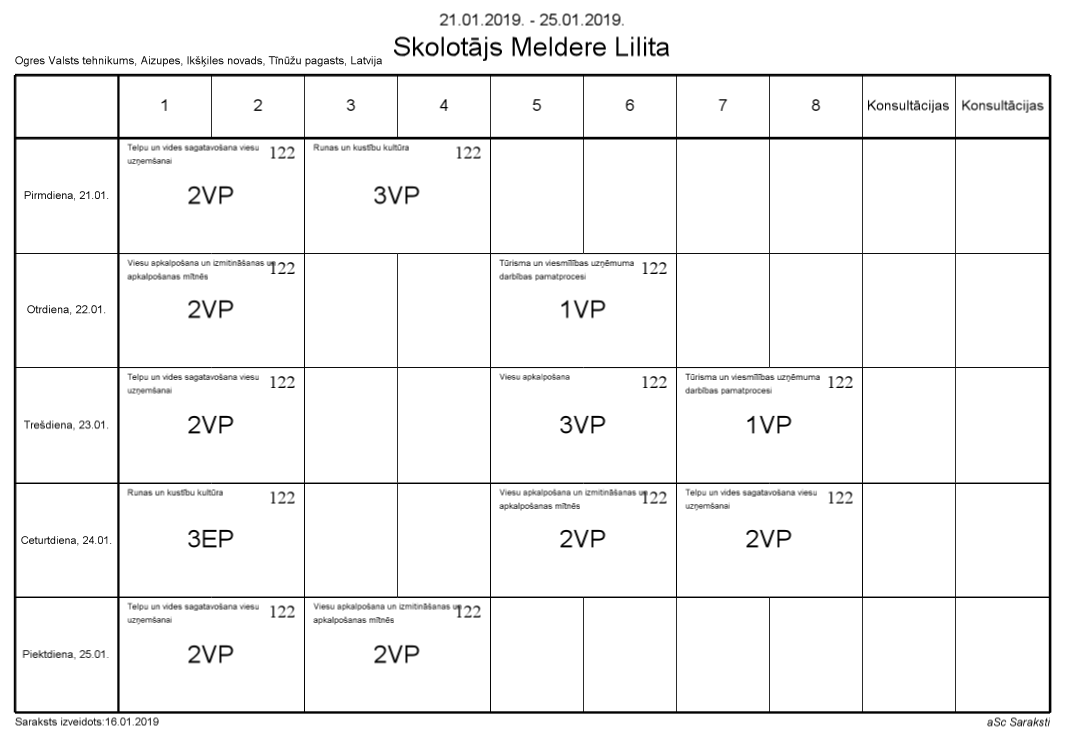 21.01.2019. - 25.01.2019.
Skolotājs Meldere Lilita
Ogres Valsts tehnikums, Aizupes, Ikšķiles novads, Tīnūžu pagasts, Latvija
1 2 3 4 5 6 7 8 Konsultācijas Konsultācijas
Pirmdiena, 21.01.
Telpu un vides sagatavošana viesu
uzņemšanai
122
2VP
Runas un kustību kultūra
122
3VP
Otrdiena, 22.01.
Viesu apkalpošana un izmitināšanas un
apkalpošanas mītnēs
122
2VP
Tūrisma un viesmīlības uzņēmuma
darbības pamatprocesi
122
1VP
Trešdiena, 23.01.
Telpu un vides sagatavošana viesu
uzņemšanai
122
2VP
Viesu apkalpošana
122
3VP
Tūrisma un viesmīlības uzņēmuma
darbības pamatprocesi
122
1VP
Ceturtdiena, 24.01.
Runas un kustību kultūra
122
3EP
Viesu apkalpošana un izmitināšanas un
apkalpošanas mītnēs
122
2VP
Telpu un vides sagatavošana viesu
uzņemšanai
122
2VP
Piektdiena, 25.01.
Telpu un vides sagatavošana viesu
uzņemšanai
122
2VP
Viesu apkalpošana un izmitināšanas un
apkalpošanas mītnēs
122
2VP
Saraksts izveidots:16.01.2019
aSc Saraksti